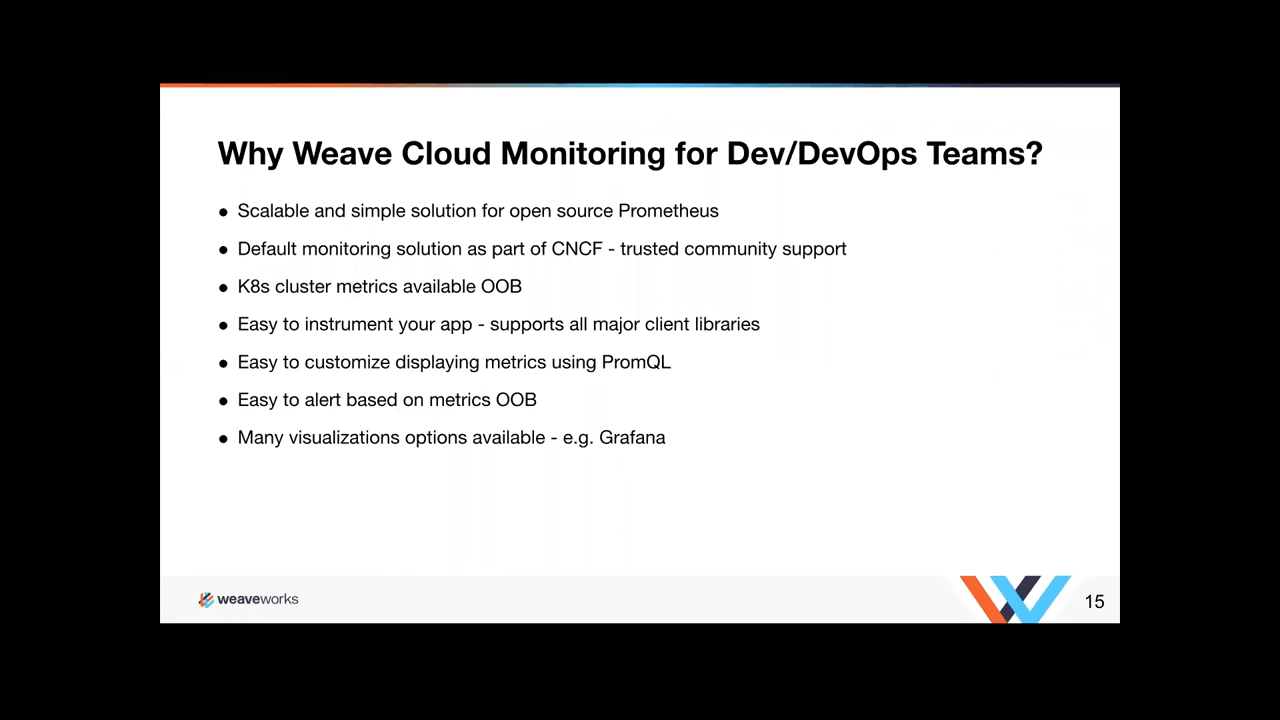 Why Weave Cloud Monitoring for Dev/DevOps Teams?
● Scalable and simple solution for open source Prometheus
● Default monitoring solution as part of CNCF - trusted community support
● K8s cluster metrics available OOB
● Easy to instrument your app - supports all major client libraries
● Easy to customize displaying metrics using PromQL
● Easy to alert based on metrics OOB
● Many visualizations options available - e.g. Grafana
weaveworks
15